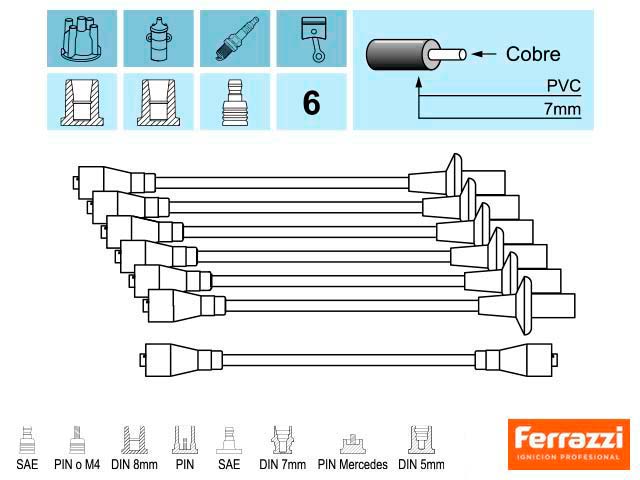 Cobre
PVC
7mm
6
SAE PIN o M4 DIN 8mm PIN SAE DIN 7mm PIN Mercedes DIN 5mm
Ferrazzi
IGNICION PROFESIONAL